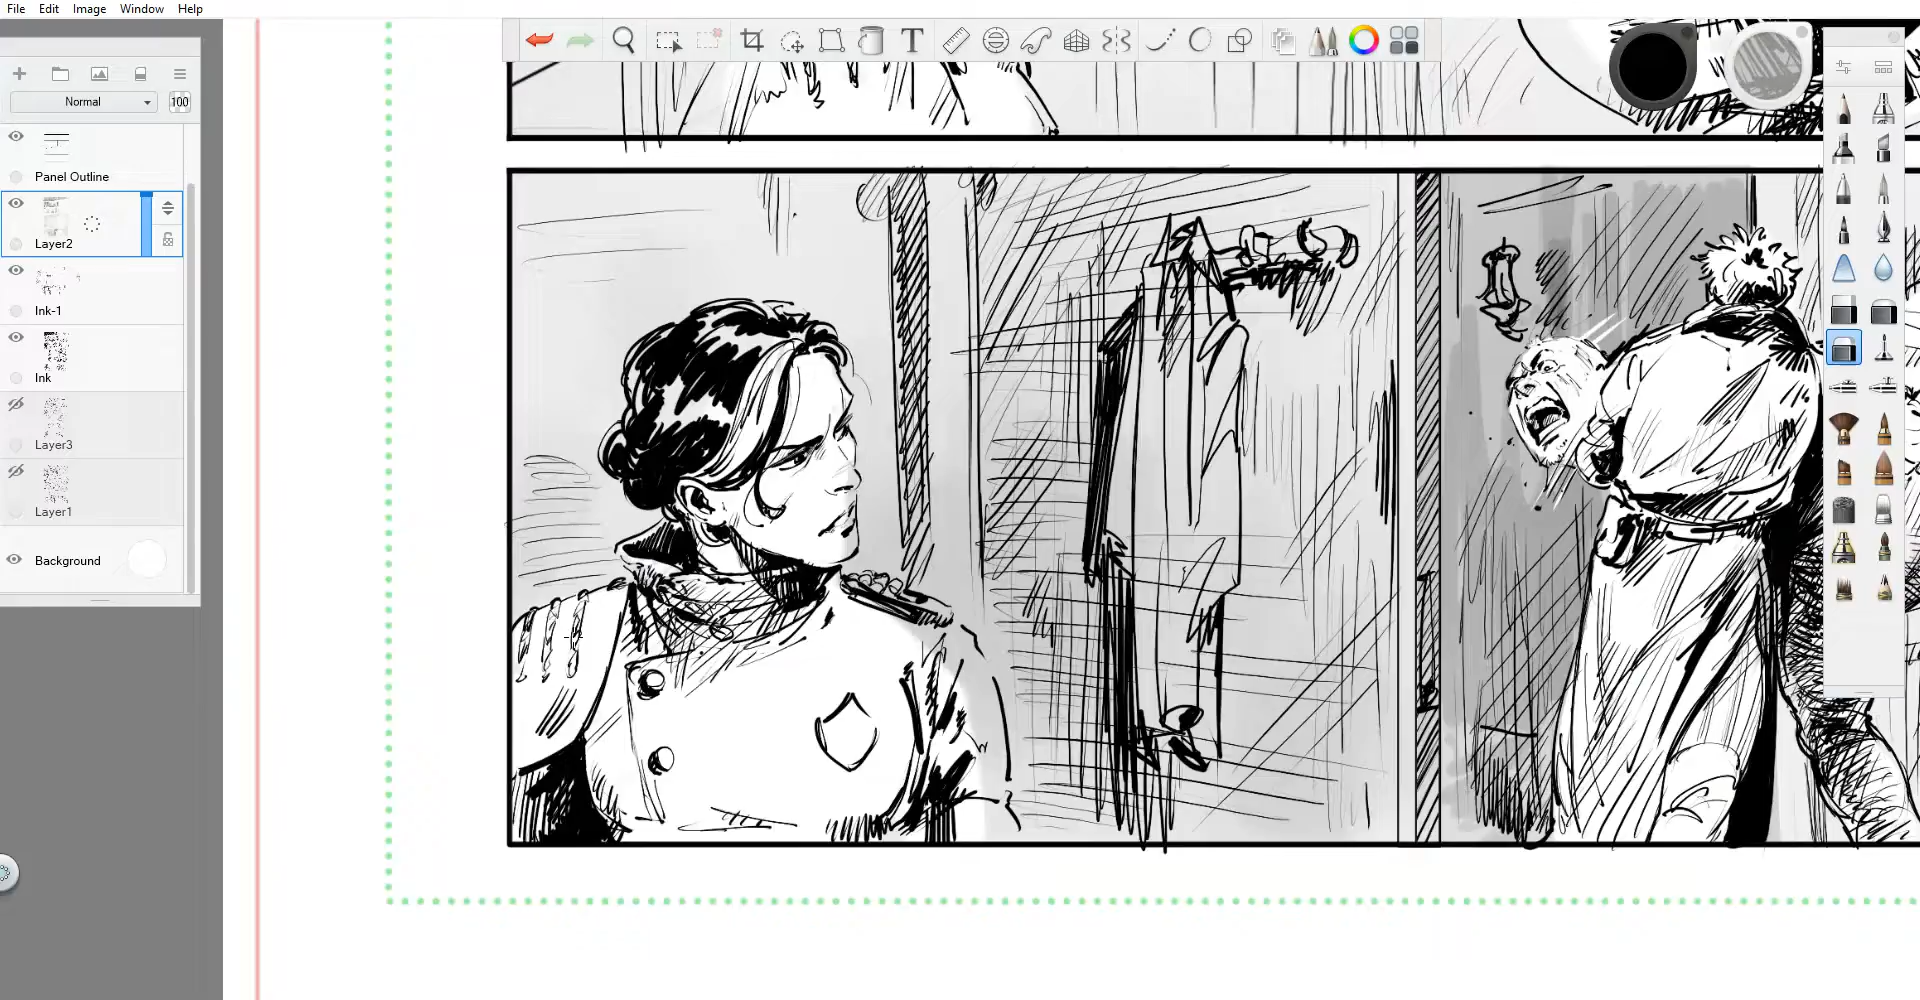 File Edit Image Window Help
Normal 100
Panel Outline
Layer2
Ink-1
Ink
Layer3
Layer1
Background
T